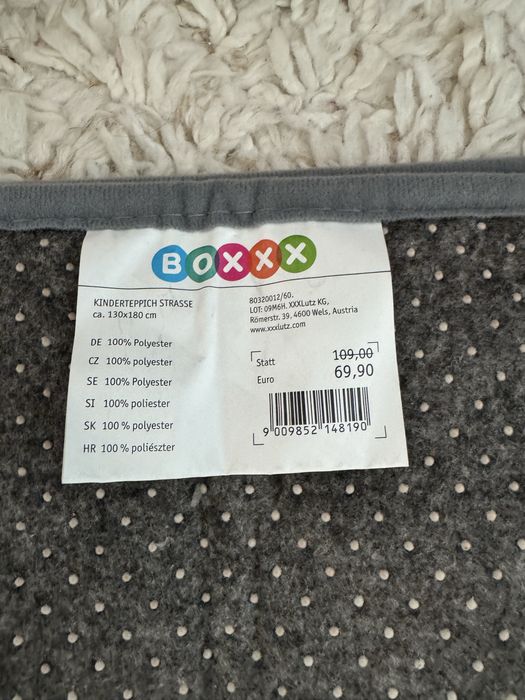 BOXXX
KINDERTEPPICH STRASSE
ca. 130x180 cm
DE 100% Polyester
CZ 100% Polyester
SE 100% Polyester
SI 100% poliester
SK 100 % polyester
HR 100 % poliészter
80320012/60.
LOT: 09M6H. XXXLutz KG,
Römerstr. 39, 4600 Wels, Austria
www.xxxlutz.com
Statt 109,00
Euro 69,90
9 009852 148190